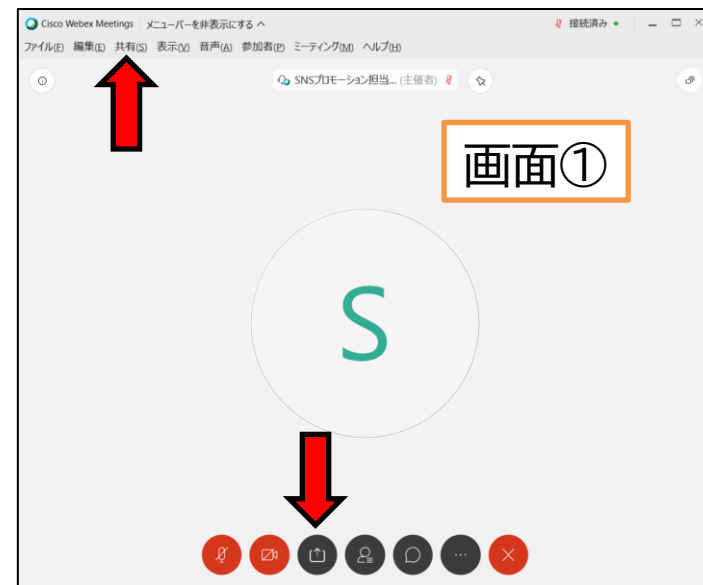 Cisco Webex Meetings メニューバーを非表示にする ヘ 接続済み
ファイル(F) 編集(E) 共有(S) 表示(V) 音声(A) 参加者(P) ミーティング(M) ヘルプ(H)
SNSプロモーション担当... (主催者)
画面①
S